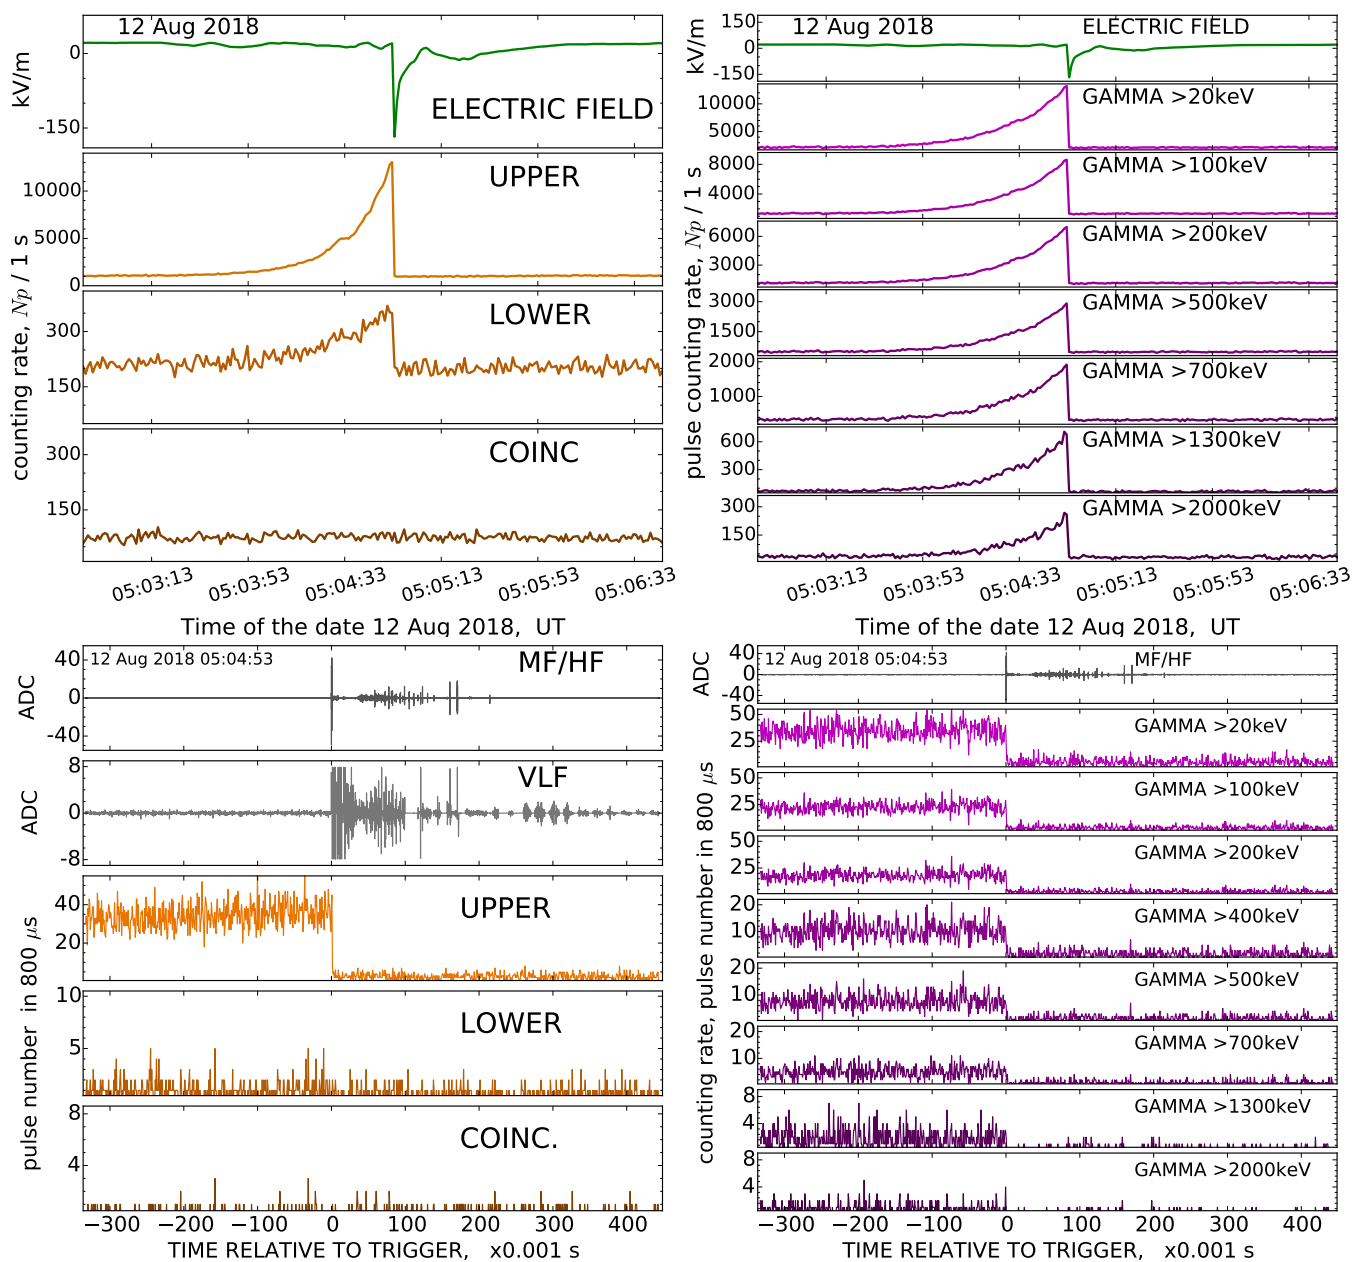 12 Aug 2018
kV/m
0
-150
ELECTRIC FIELD
counting rate, Np / 1 s
10000
5000
0
UPPER
300
150
LOWER
300
150
COINC
05:03:13 05:03:53 05:04:33 05:05:13 05:05:53 05:06:33
Time of the date 12 Aug 2018, UT
12 Aug 2018
ELECTRIC FIELD
kV/m
150
0
-150
pulse counting rate, Np / 1 s
10000
5000
GAMMA >20keV
8000
4000
GAMMA >100keV
6000
3000
GAMMA >200keV
3000
1500
GAMMA >500keV
2000
1000
GAMMA >700keV
600
300
GAMMA >1300keV
300
150
GAMMA >2000keV
05:03:13 05:03:53 05:04:33 05:05:13 05:05:53 05:06:33
Time of the date 12 Aug 2018, UT
12 Aug 2018 05:04:53
MF/HF
ADC
40
0
-40
VLF
ADC
8
0
-8
pulse number in 800 μs
40
20
UPPER
10
5
LOWER
8
4
COINC.
−300 −200 −100 0 100 200 300 400
TIME RELATIVE TO TRIGGER, x0.001 s
12 Aug 2018 05:04:53
MF/HF
ADC
40
0
-40
counting rate, pulse number in 800 μs
50
25
GAMMA >20keV
50
25
GAMMA >100keV
50
25
GAMMA >200keV
20
10
GAMMA >400keV
20
10
GAMMA >500keV
20
10
GAMMA >700keV
8
4
GAMMA >1300keV
8
4
GAMMA >2000keV
−300 −200 −100 0 100 200 300 400
TIME RELATIVE TO TRIGGER, x0.001 s